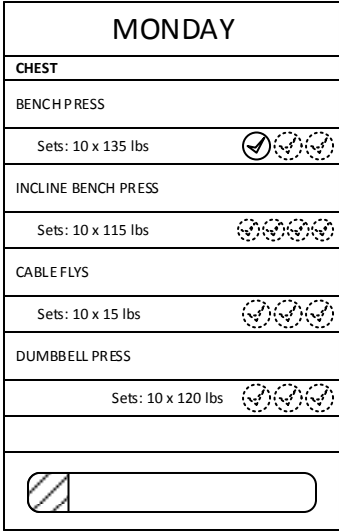 MONDAY
CHEST
BENCH PRESS
Sets: 10 x 135 lbs
INCLINE BENCH PRESS
Sets: 10 x 115 lbs
CABLE FLYS
Sets: 10 x 15 lbs
DUMBBELL PRESS
Sets: 10 x 120 lbs